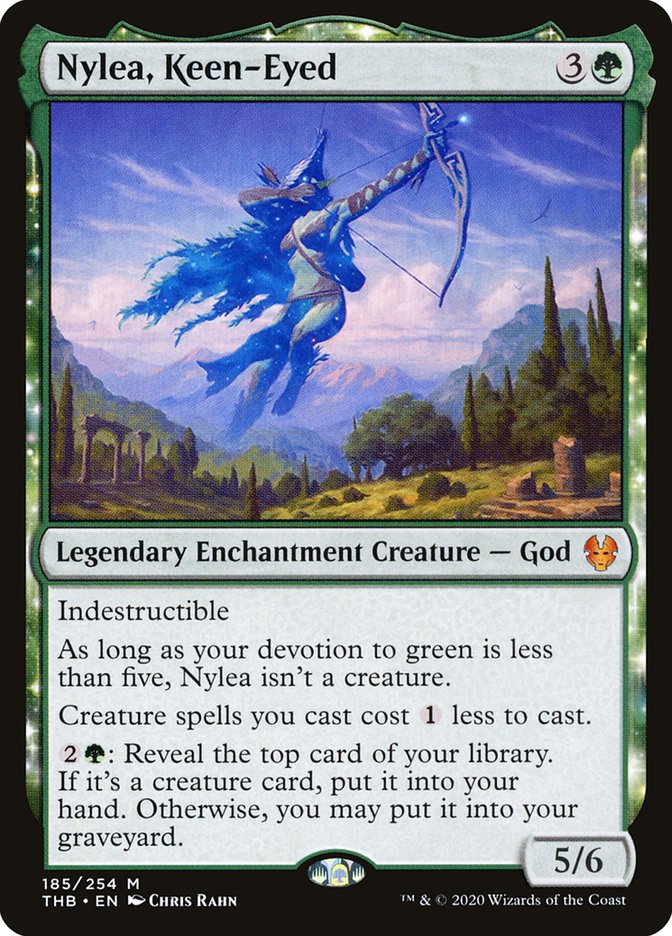 Nylea, Keen-Eyed 3
Legendary Enchantment Creature — God
Indestructible
As long as your devotion to green is less
than five, Nylea isn't a creature.
Creature spells you cast cost 1 less to cast.
2: Reveal the top card of your library.
If it's a creature card, put it into your
hand. Otherwise, you may put it into your
graveyard.
5/6
185/254 M
THB • EN Chris Rahn
™ & © 2020 Wizards of the Coast